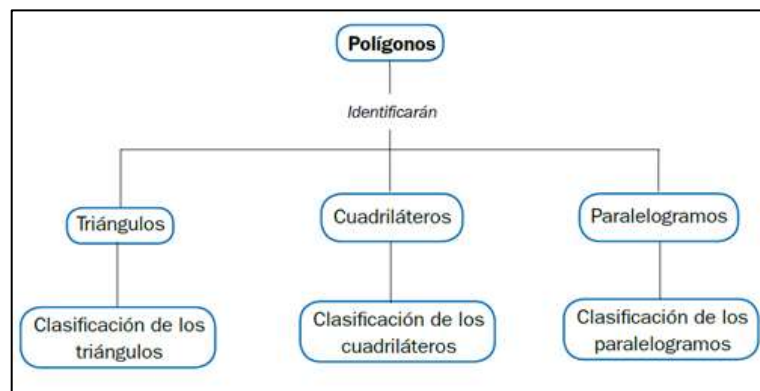 Polígonos
Identificarán
Triángulos
Cuadriláteros
Paralelogramos
Clasificación de los
triángulos
Clasificación de los
cuadriláteros
Clasificación de los
paralelogramos